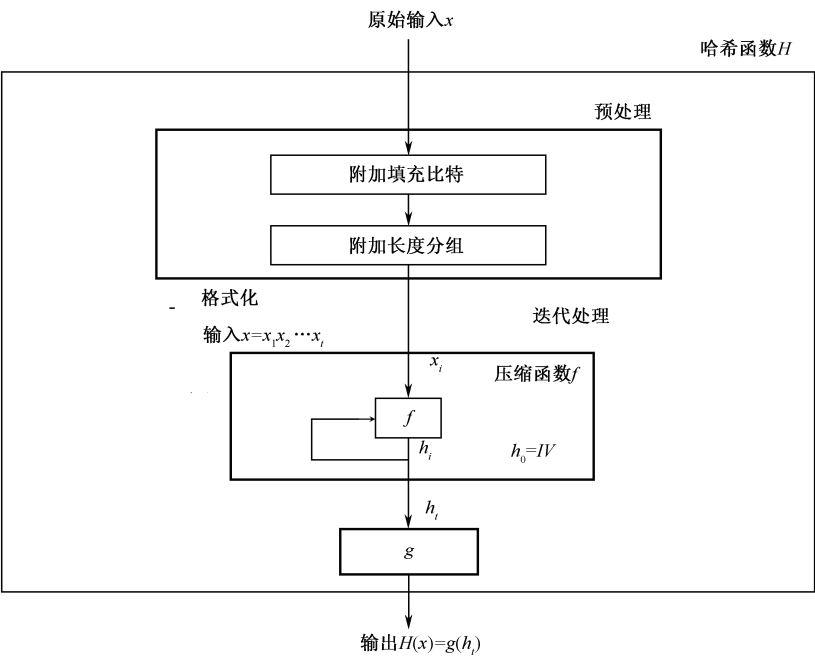 原始输入x
哈希函数H
预处理
附加填充比特
附加长度分组
格式化
输入x=x₁x₂⋯xₜ
迭代处理
xᵢ
压缩函数f
f
hᵢ
h₀=IV
hₜ
g
输出H(x)=g(hₜ)